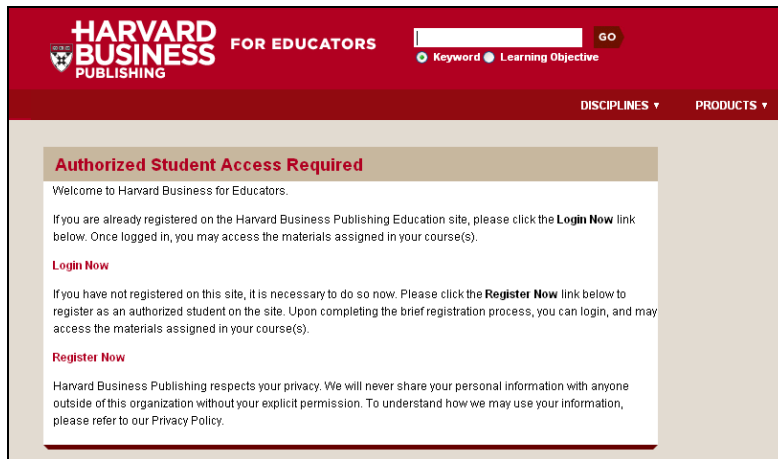 HARVARD
BUSINESS
PUBLISHING
FOR EDUCATORS
GO
Keyword Learning Objective
DISCIPLINES ▾ PRODUCTS ▾
Authorized Student Access Required
Welcome to Harvard Business for Educators.
If you are already registered on the Harvard Business Publishing Education site, please click the Login Now link
below. Once logged in, you may access the materials assigned in your course(s).
Login Now
If you have not registered on this site, it is necessary to do so now. Please click the Register Now link below to
register as an authorized student on the site. Upon completing the brief registration process, you can login, and may
access the materials assigned in your course(s).
Register Now
Harvard Business Publishing respects your privacy. We will never share your personal information with anyone
outside of this organization without your explicit permission. To understand how we may use your information,
please refer to our Privacy Policy.